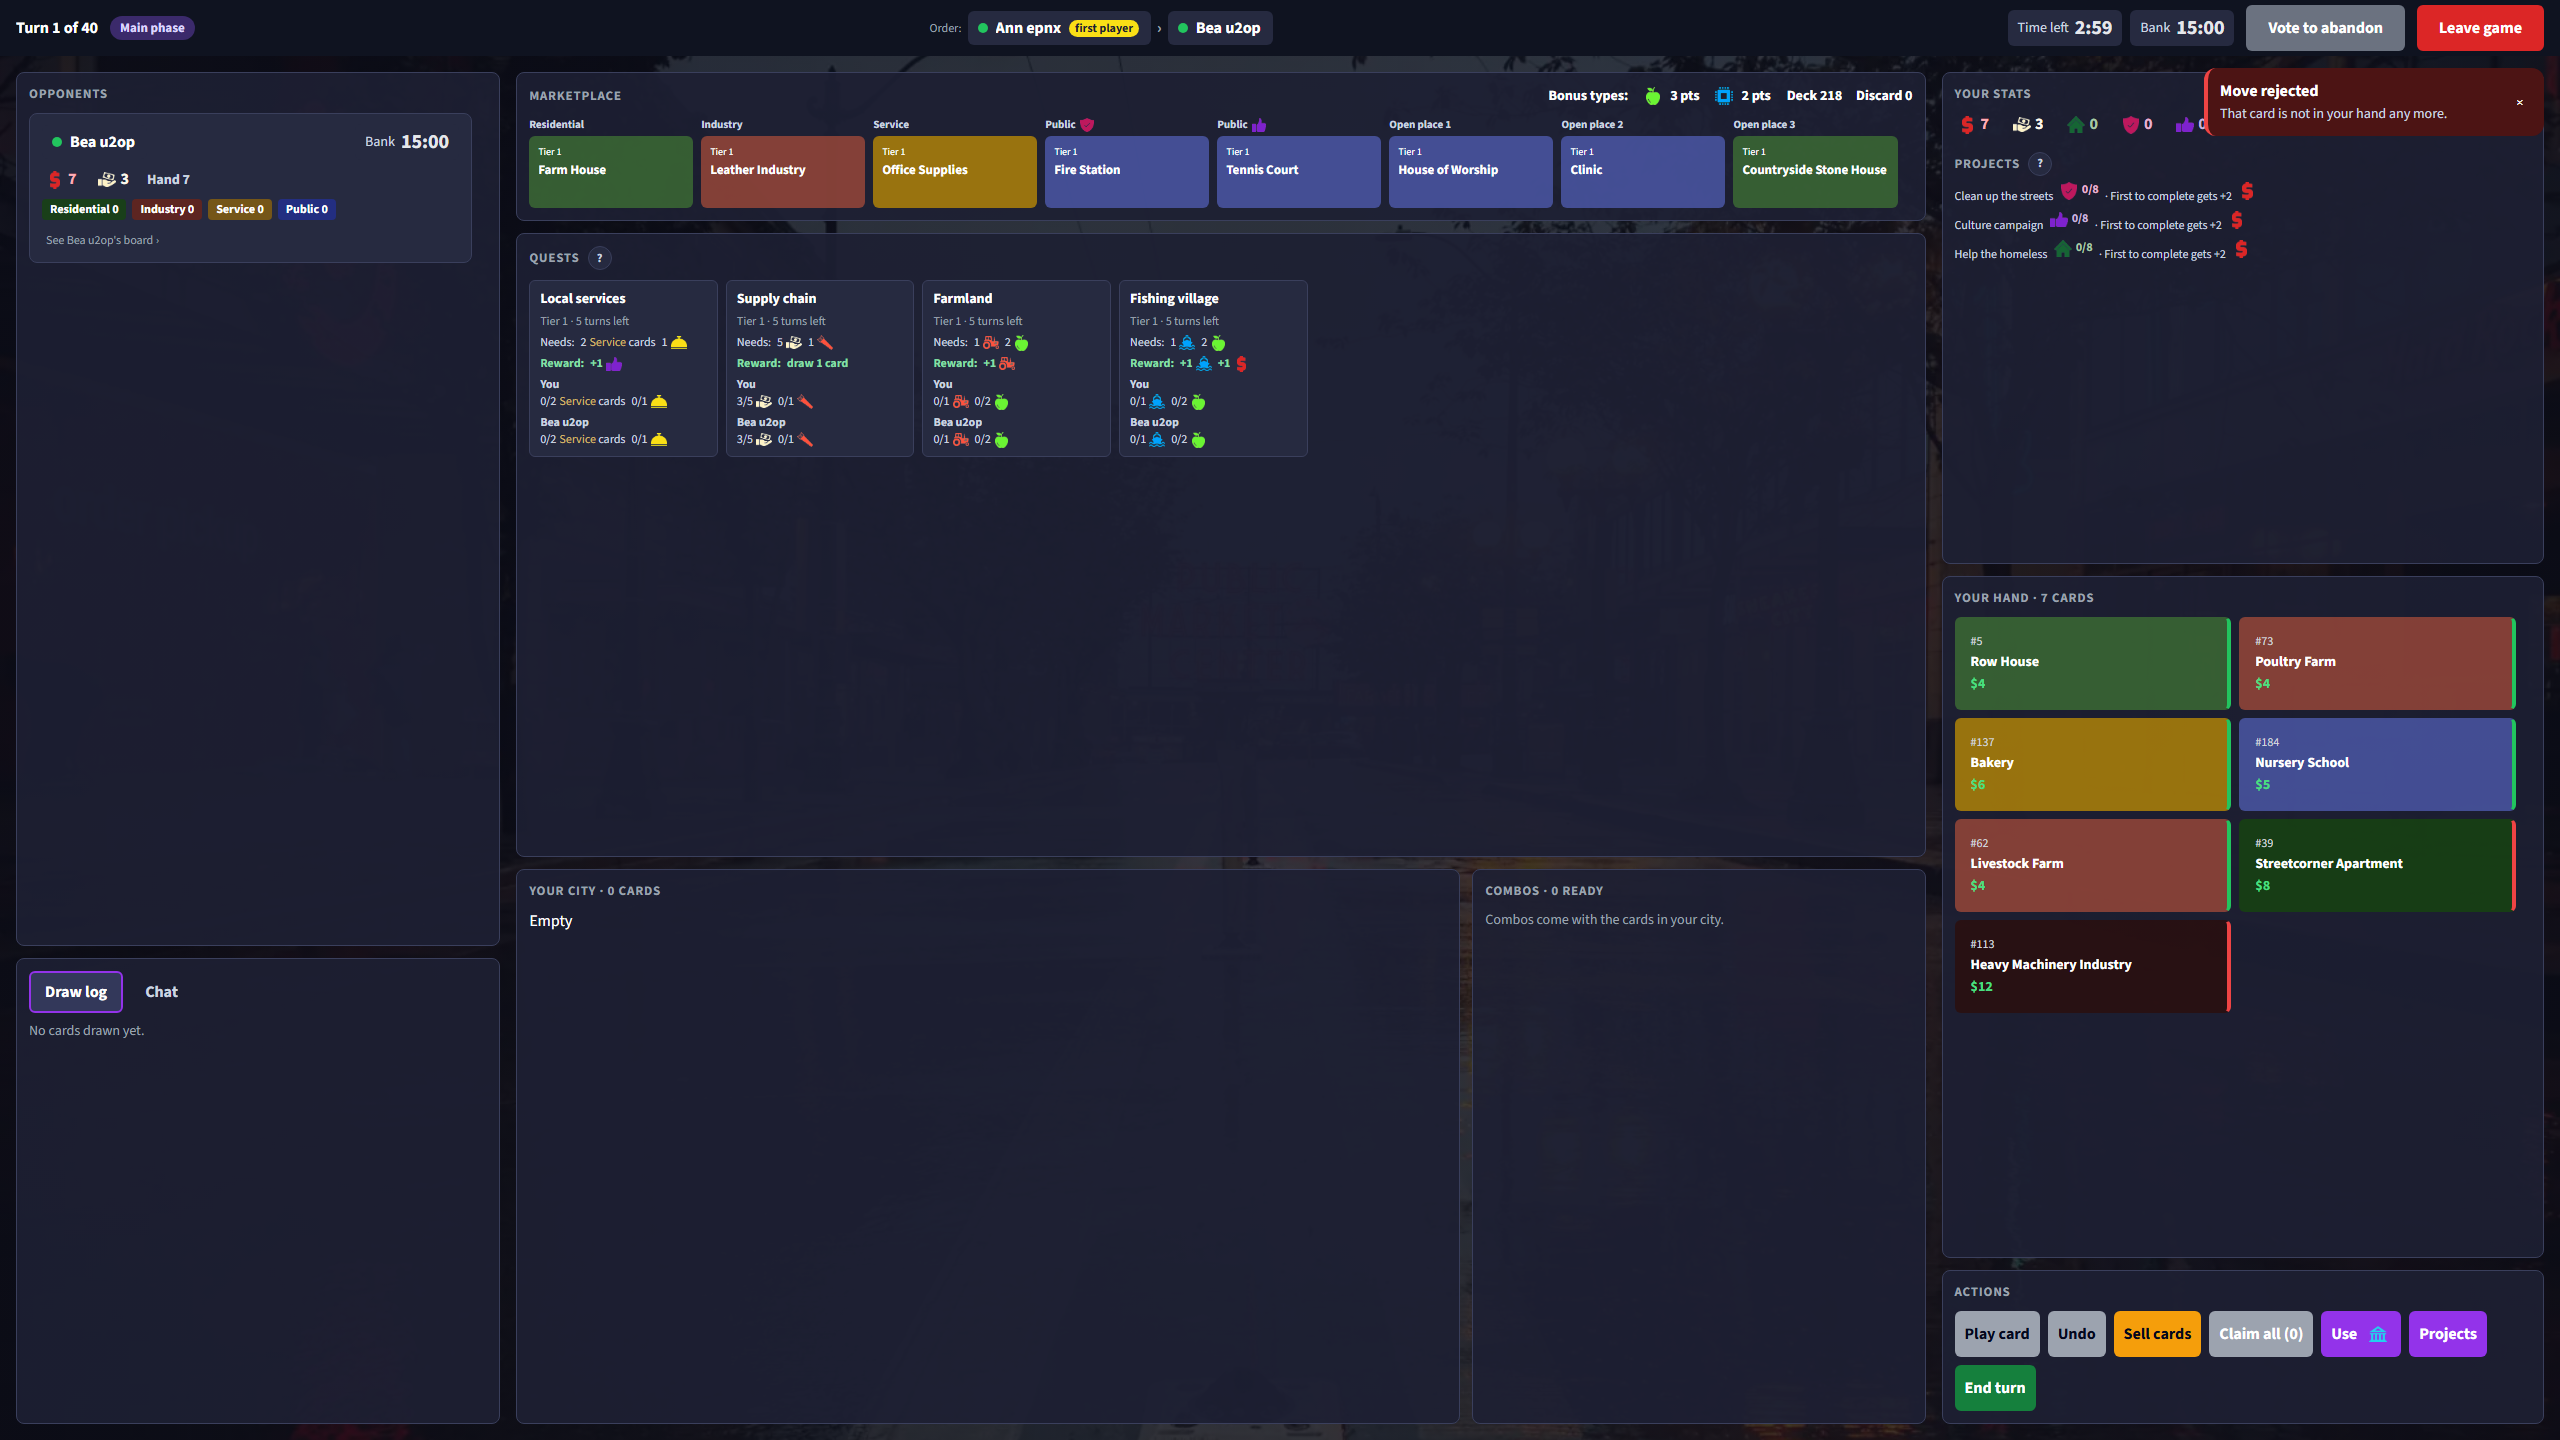 Turn 1 of 40 Main phase
Order: Ann epnx first player › Bea u2op
Time left 2:59 Bank 15:00 Vote to abandon Leave game
OPPONENTS
Bea u2op Bank 15:00
7 3 Hand 7
Residential 0 Industry 0 Service 0 Public 0
See Bea u2op's board ›
Draw log Chat
No cards drawn yet.
MARKETPLACE Bonus types: 3 pts 2 pts Deck 218 Discard 0
Residential Industry Service Public Public Open place 1 Open place 2 Open place 3
Tier 1 Tier 1 Tier 1 Tier 1 Tier 1 Tier 1 Tier 1 Tier 1
Farm House Leather Industry Office Supplies Fire Station Tennis Court House of Worship Clinic Countryside Stone House
QUESTS ?
Local services
Tier 1 · 5 turns left
Needs: 2 Service cards 1
Reward: +1
You
0/2 Service cards 0/1
Bea u2op
0/2 Service cards 0/1
Supply chain
Tier 1 · 5 turns left
Needs: 5 1
Reward: draw 1 card
You
3/5 0/1
Bea u2op
3/5 0/1
Farmland
Tier 1 · 5 turns left
Needs: 1 2
Reward: +1
You
0/1 0/2
Bea u2op
0/1 0/2
Fishing village
Tier 1 · 5 turns left
Needs: 1 2
Reward: +1 +1
You
0/1 0/2
Bea u2op
0/1 0/2
YOUR CITY · 0 CARDS
Empty
COMBOS · 0 READY
Combos come with the cards in your city.
YOUR STATS
7 3 0 0 0
Move rejected
That card is not in your hand any more.
×
PROJECTS ?
Clean up the streets 0/8 · First to complete gets +2
Culture campaign 0/8 · First to complete gets +2
Help the homeless 0/8 · First to complete gets +2
YOUR HAND · 7 CARDS
#5
Row House
$4
#73
Poultry Farm
$4
#137
Bakery
$6
#184
Nursery School
$5
#62
Livestock Farm
$4
#39
Streetcorner Apartment
$8
#113
Heavy Machinery Industry
$12
ACTIONS
Play card Undo Sell cards Claim all (0) Use Projects
End turn